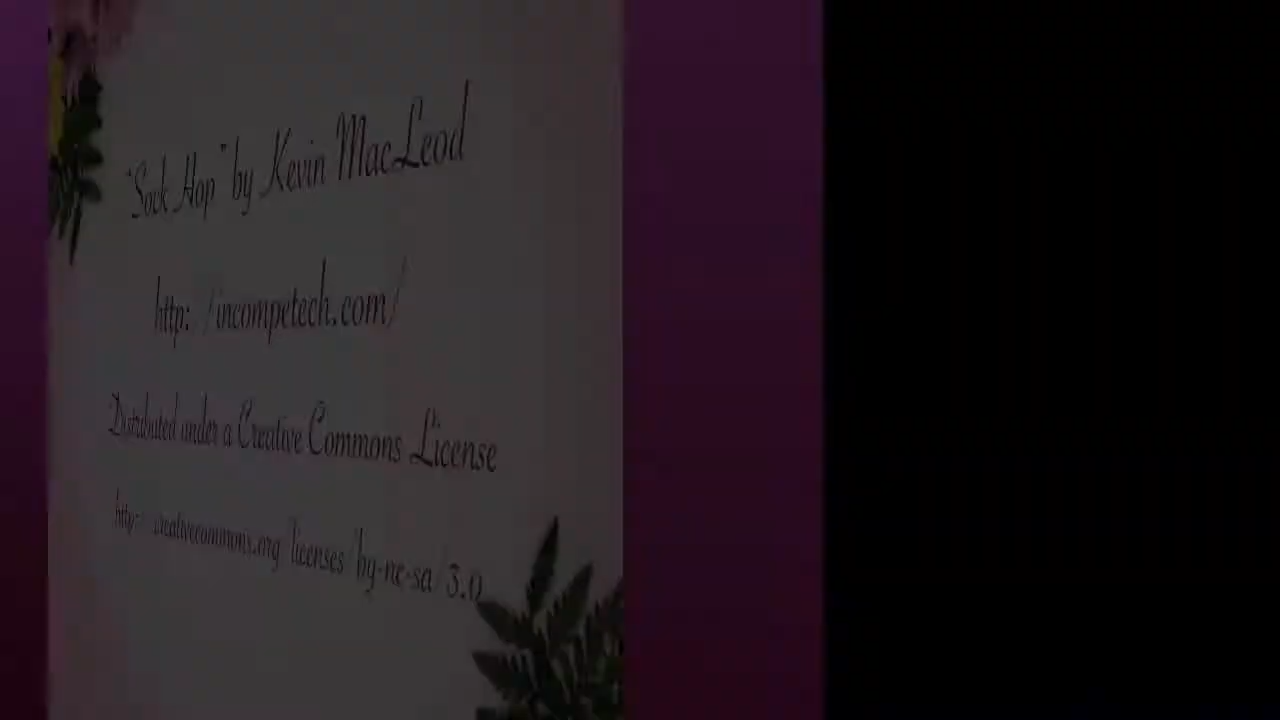 "Sock Hop" by Kevin MacLeod
http://incompetech.com/
Distributed under a Creative Commons License
http://creativecommons.org/licenses/by-nc-sa/3.0